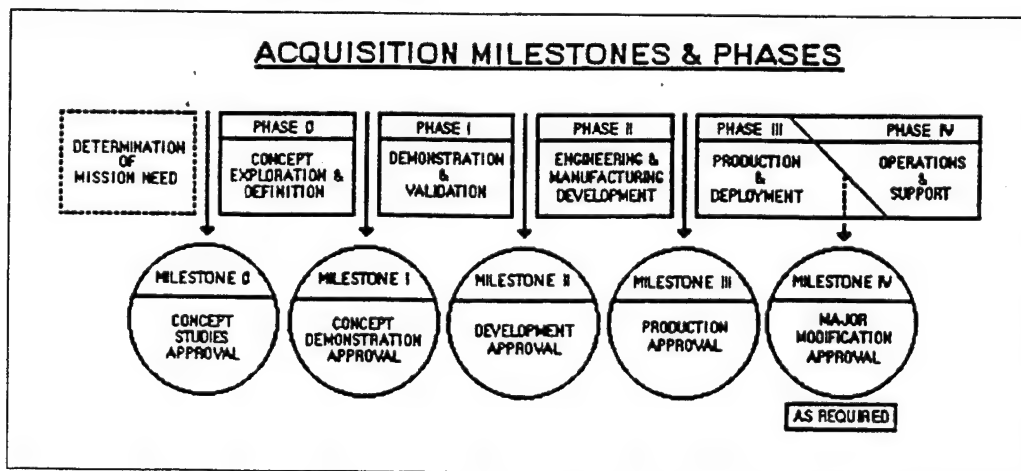 ACQUISITION MILESTONES & PHASES
DETERMINATION
OF
MISSION NEED
PHASE 0
CONCEPT
EXPLORATION &
DEFINITION
PHASE I
DEMONSTRATION
&
VALIDATION
PHASE II
ENGINEERING &
MANUFACTURING
DEVELOPMENT
PHASE III
PRODUCTION
&
DEPLOYMENT
PHASE IV
OPERATIONS
&
SUPPORT
MILESTONE 0
CONCEPT
STUDIES
APPROVAL
MILESTONE I
CONCEPT
DEMONSTRATION
APPROVAL
MILESTONE II
DEVELOPMENT
APPROVAL
MILESTONE III
PRODUCTION
APPROVAL
MILESTONE IV
MAJOR
MODIFICATION
APPROVAL
AS REQUIRED